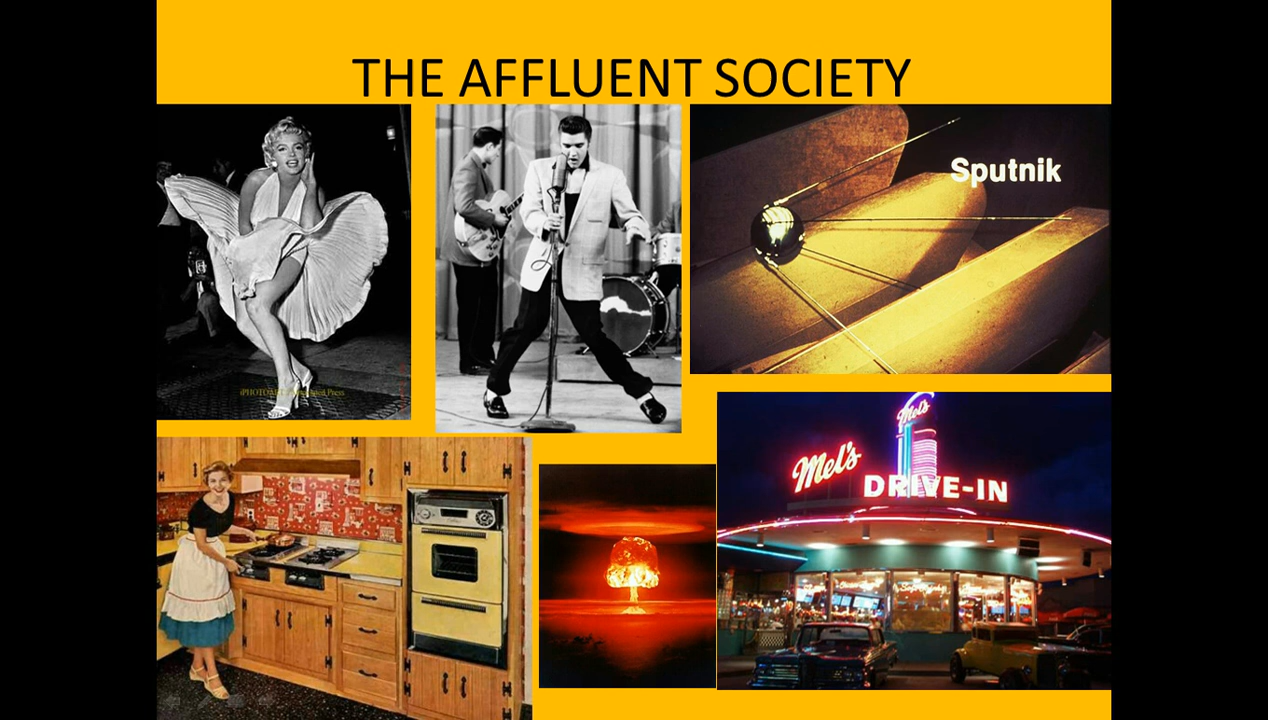 THE AFFLUENT SOCIETY
Sputnik
Mel's
Mel's
DRIVE-IN